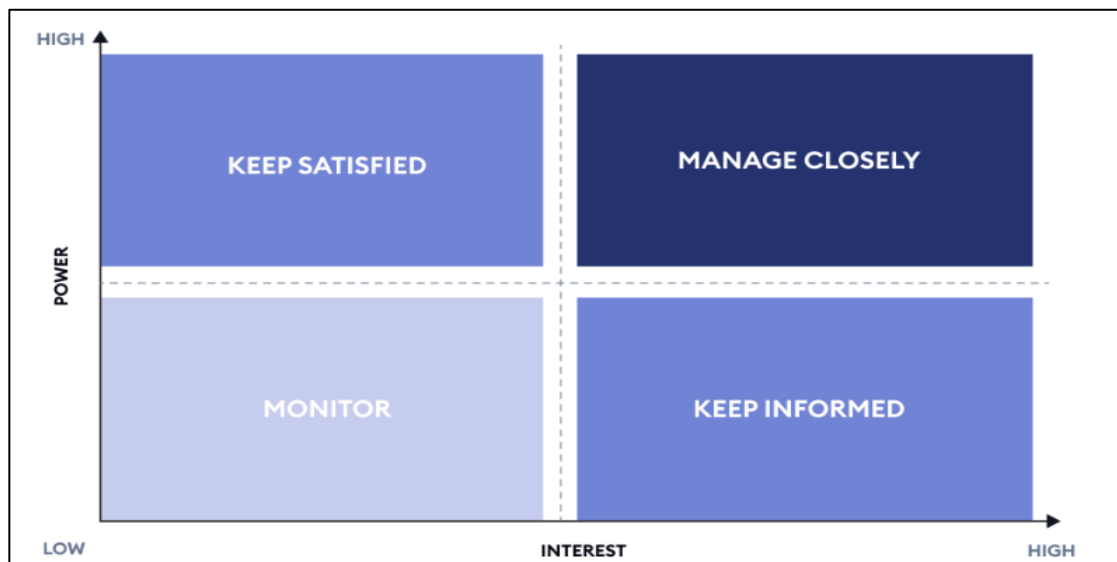 HIGH
KEEP SATISFIED
MANAGE CLOSELY
POWER
MONITOR
KEEP INFORMED
LOW
INTEREST
HIGH